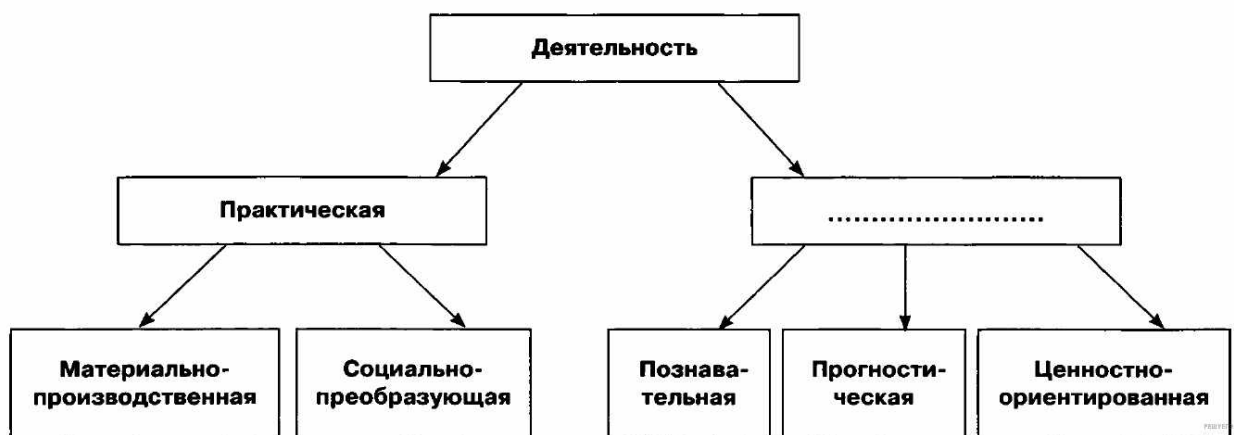 Деятельность
Практическая
........................
Материально-
производственная
Социально-
преобразующая
Познава-
тельная
Прогности-
ческая
Ценностно-
ориентированная